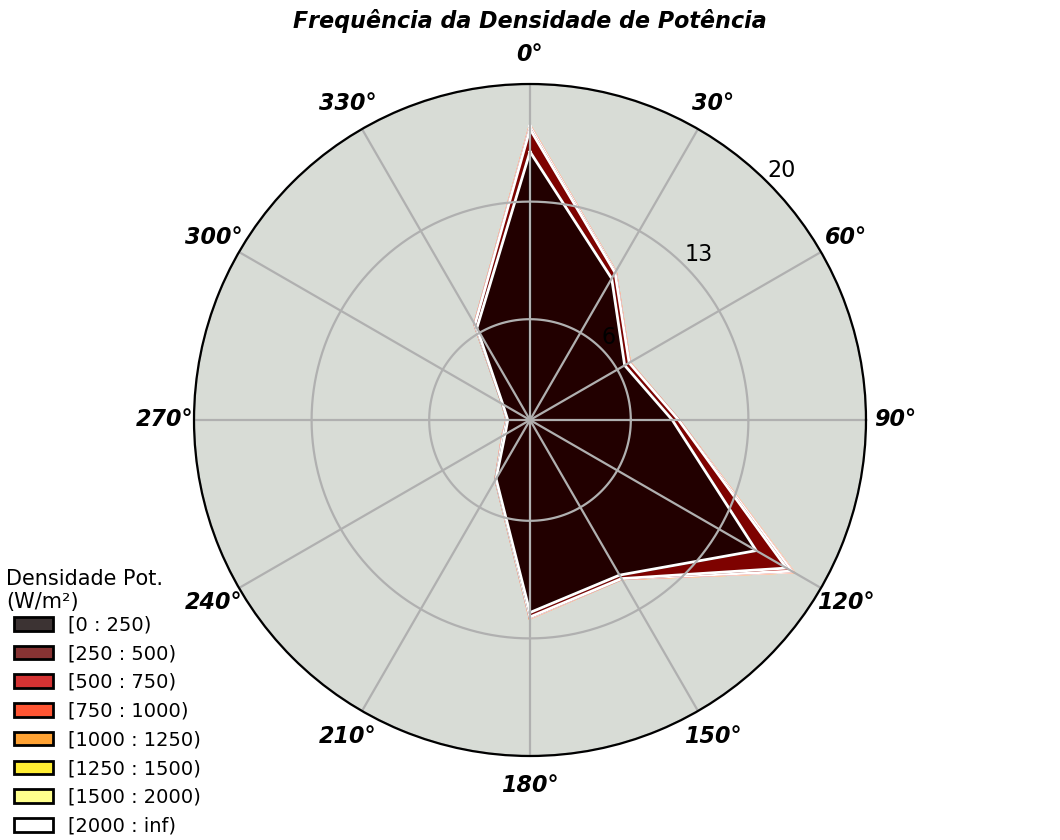 Frequência da Densidade de Potência
0°
330°
30°
20
300°
60°
13
6
270°
90°
Densidade Pot.
(W/m²)
240°
120°
[0 : 250)
[250 : 500)
[500 : 750)
[750 : 1000)
210°
150°
[1000 : 1250)
[1250 : 1500)
180°
[1500 : 2000)
[2000 : inf)